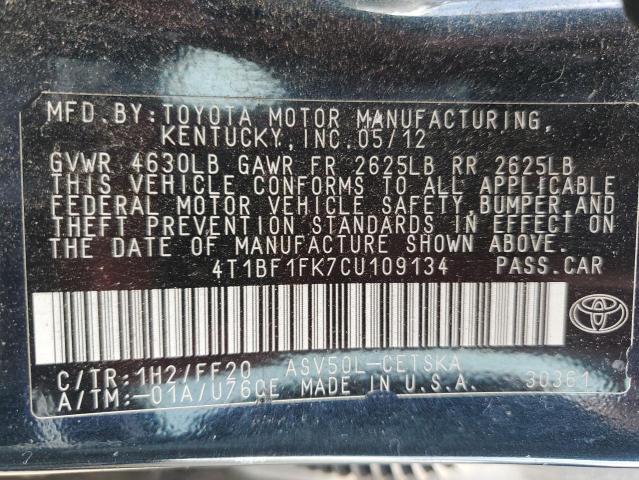 MFD. BY: TOYOTA MOTOR MANUFACTURING,
KENTUCKY, INC. 05/12
GVWR 4630LB GAWR FR 2625LB RR 2625LB
THIS VEHICLE CONFORMS TO ALL APPLICABLE
FEDERAL MOTOR VEHICLE SAFETY, BUMPER, AND
THEFT PREVENTION STANDARDS IN EFFECT ON
THE DATE OF MANUFACTURE SHOWN ABOVE.
4T1BF1FK7CU109134 PASS.CAR
C/TR: 1H2/FF20 ASV50L-CETSKA
A/TM: -01A/U760E MADE IN U.S.A. 30361